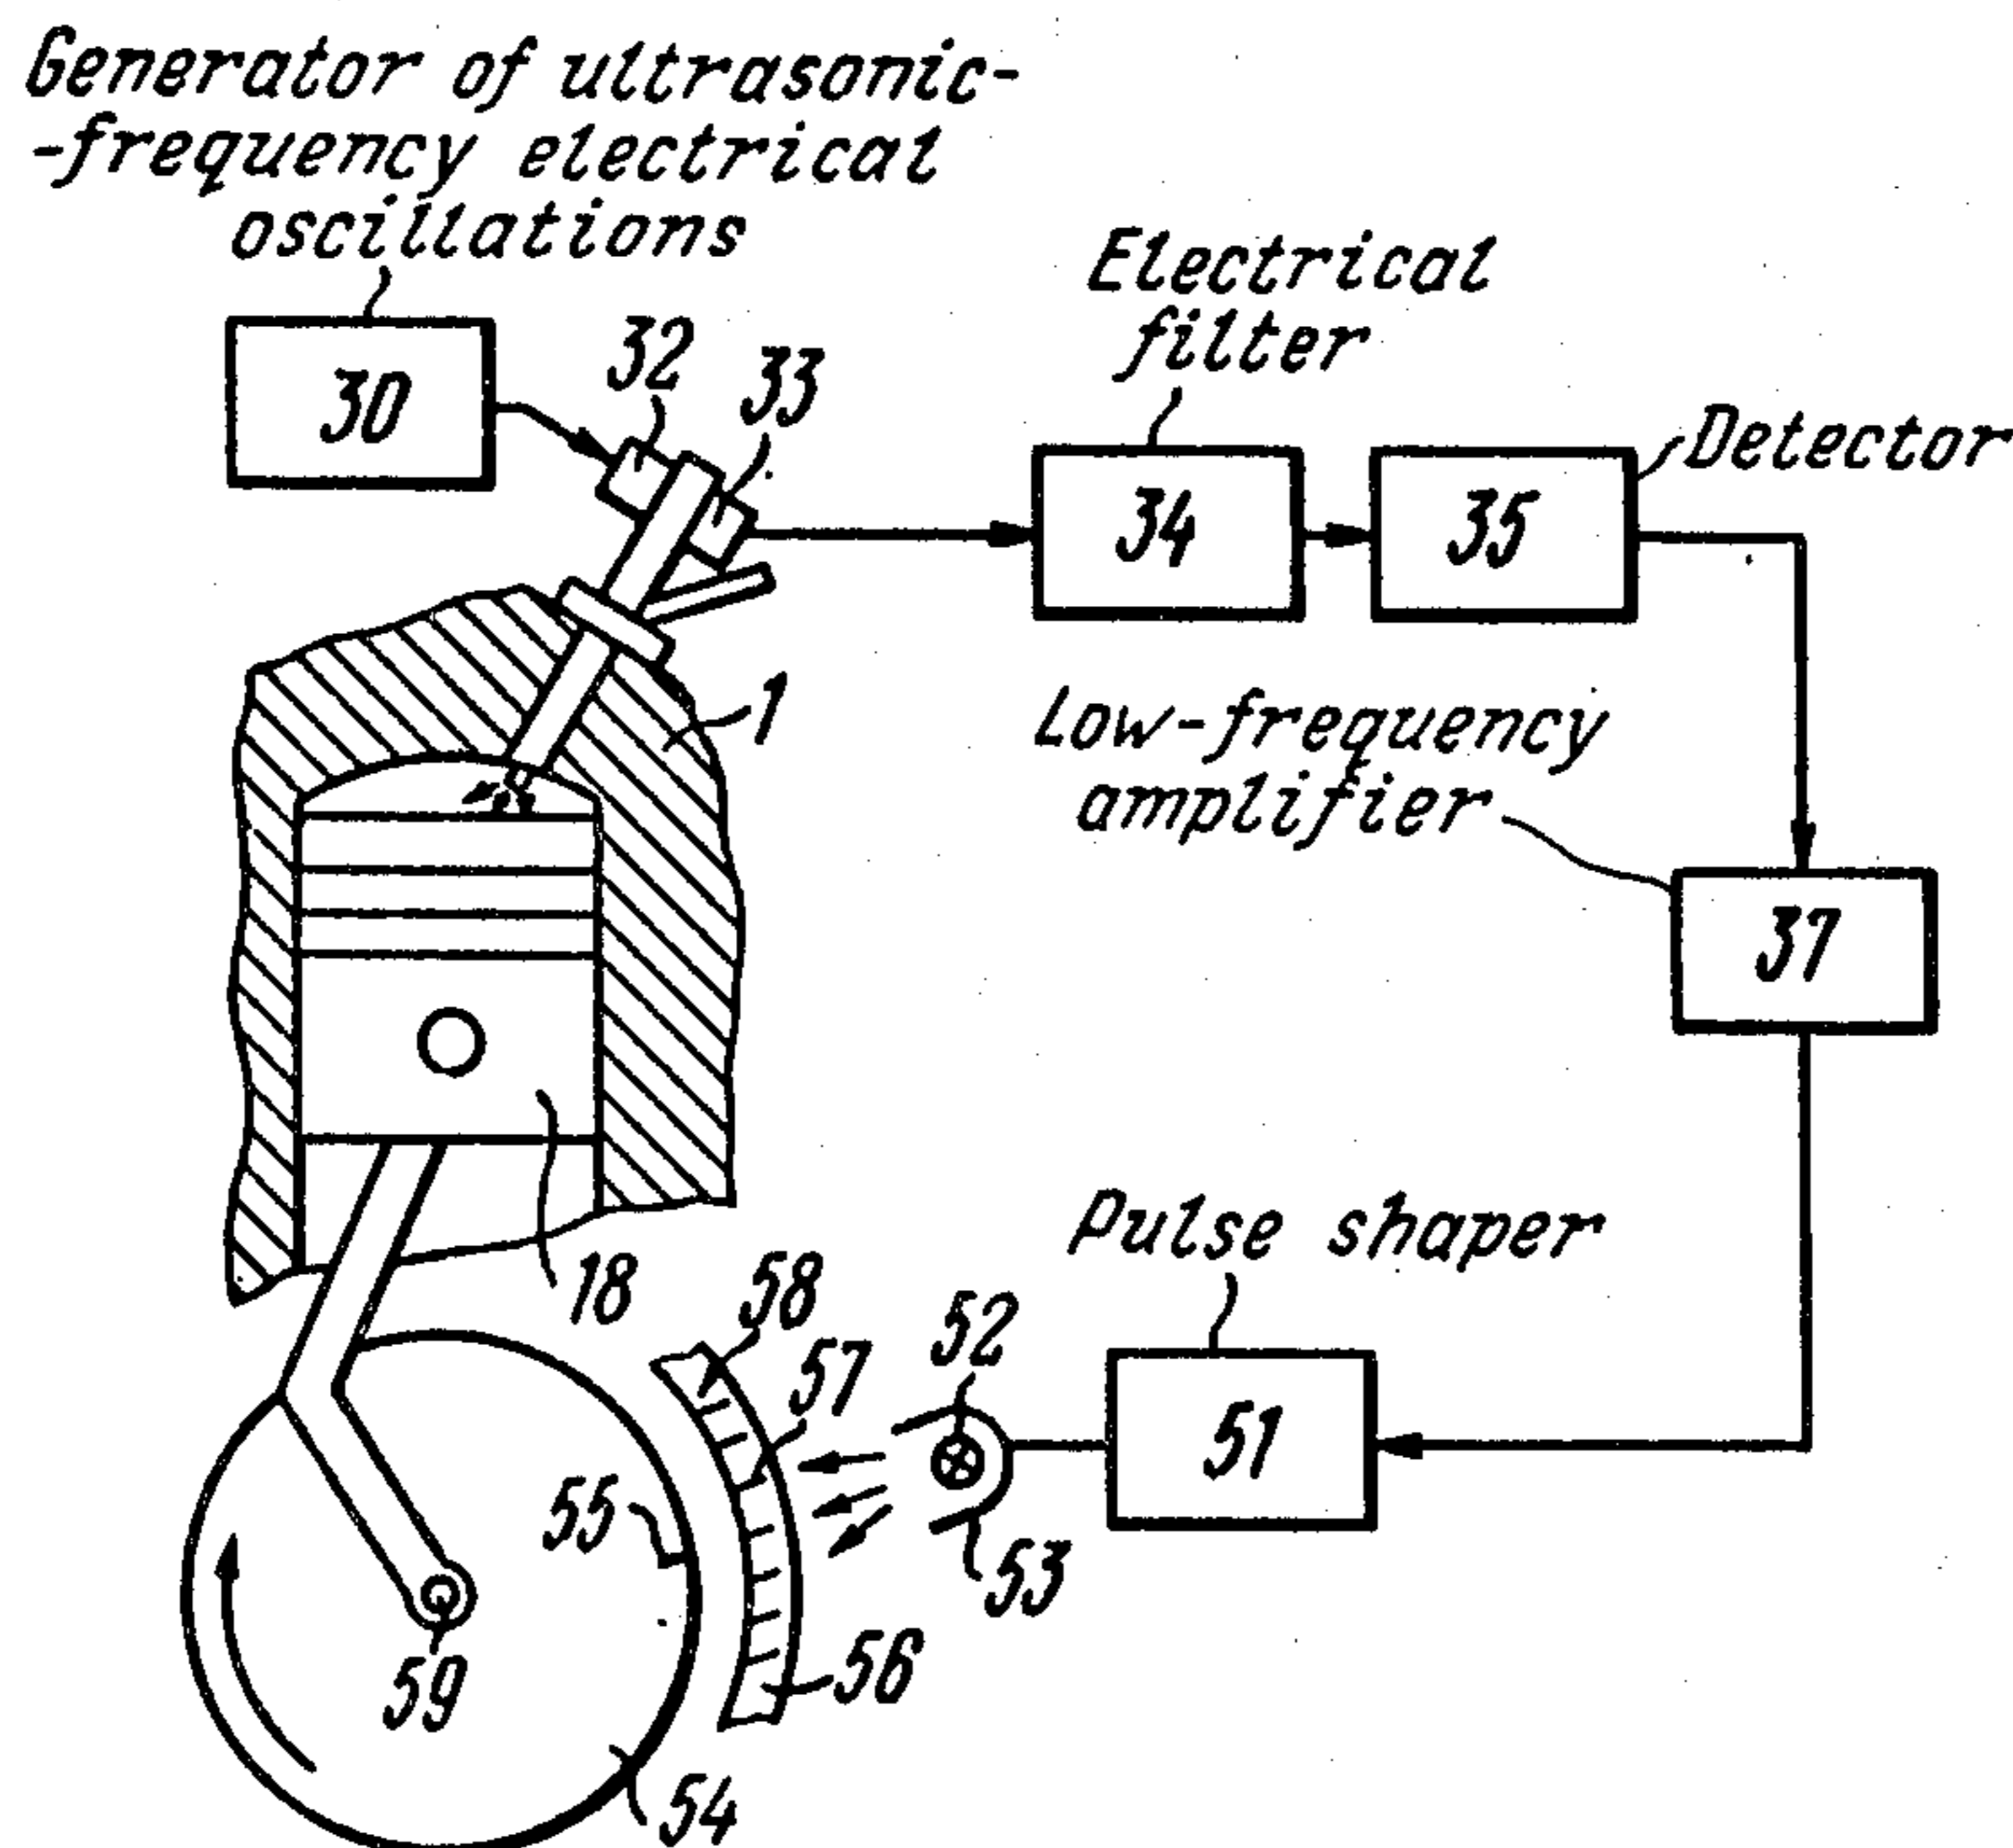 Generator of ultrasonic-
-frequency electrical
oscillations
Electrical
filter
32
33
30
Detector
34
35
1
Low-frequency
amplifier
37
Pulse shaper
18
58
57
52
51
55
53
59
56
54